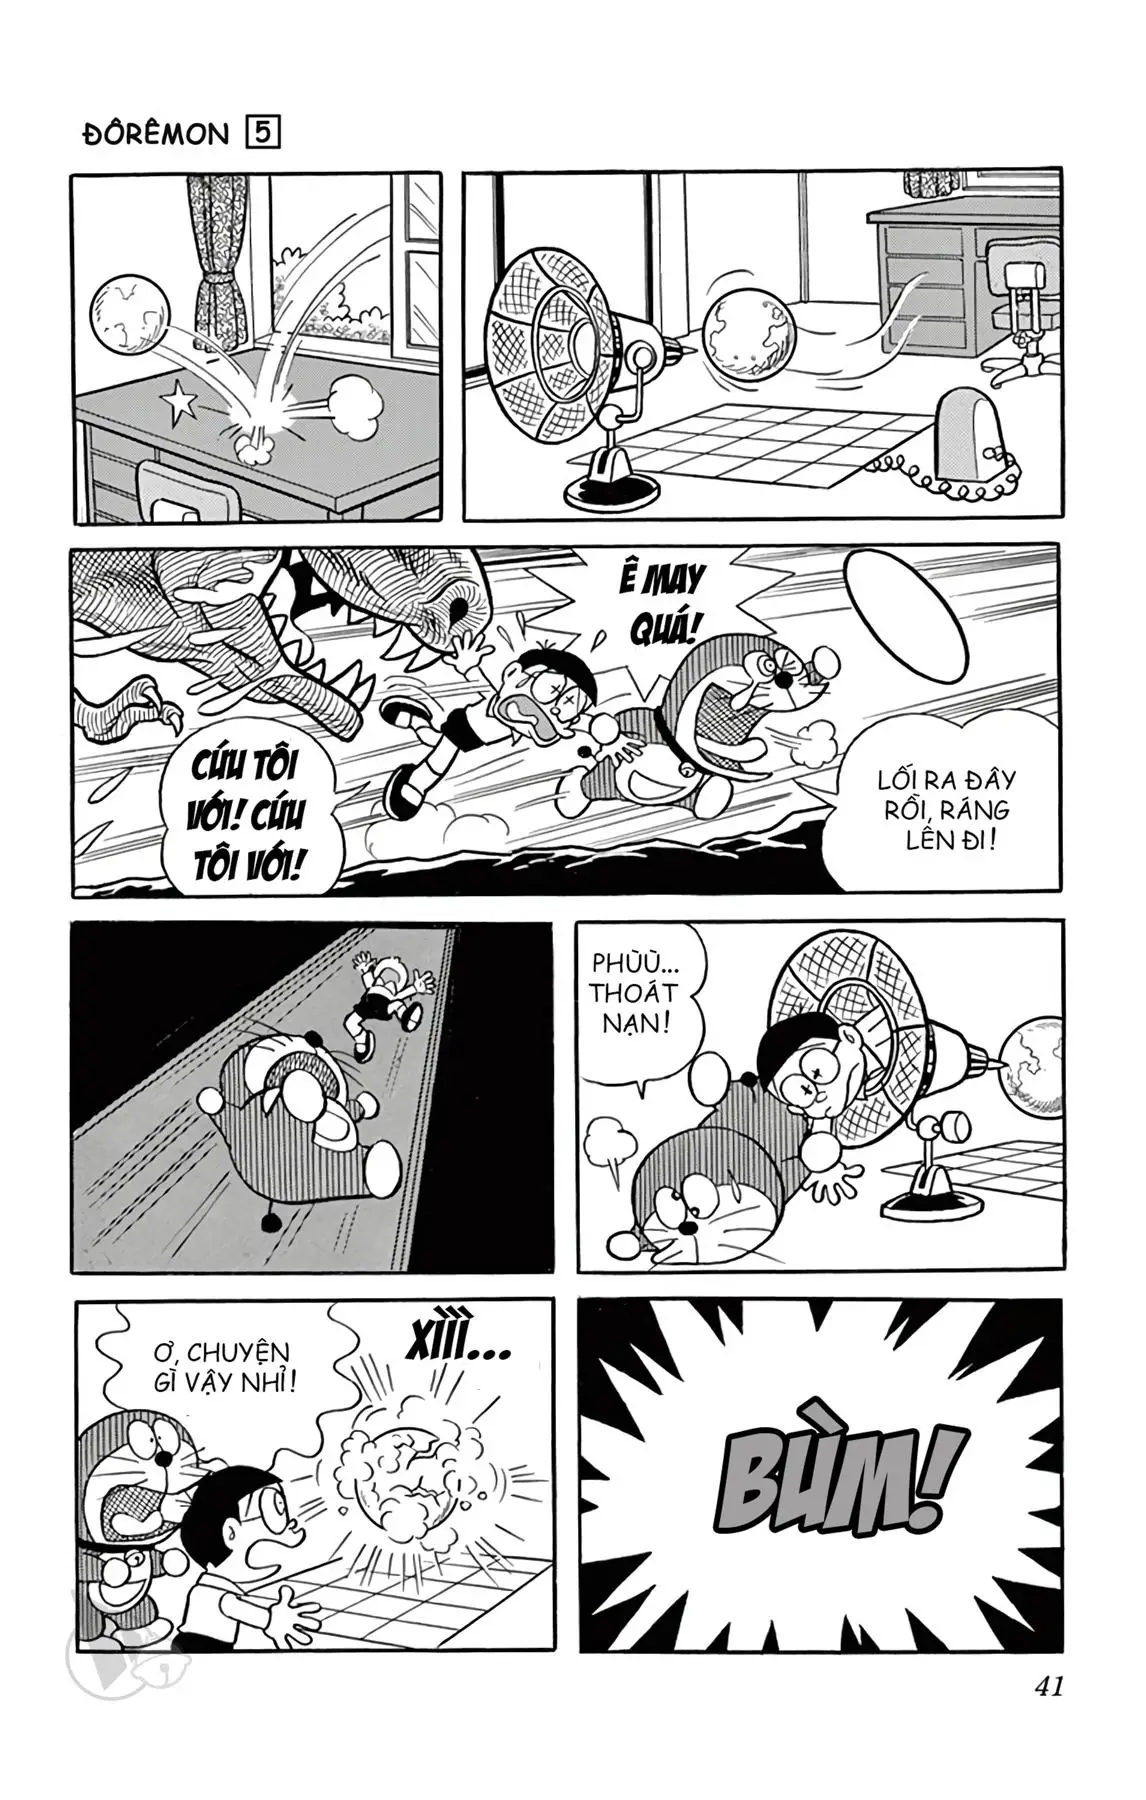 ĐÔRÊMON 5
Ê MAY
QUÁ!
CỨU TÔI
VỚI! CỨU
TÔI VỚI!
LỐI RA ĐÂY
RỒI, RÁNG
LÊN ĐI!
PHÙÙ...
THOÁT
NẠN!
Ơ, CHUYỆN
GÌ VẬY NHỈ!
XÌÌÌ...
BÙM!
41